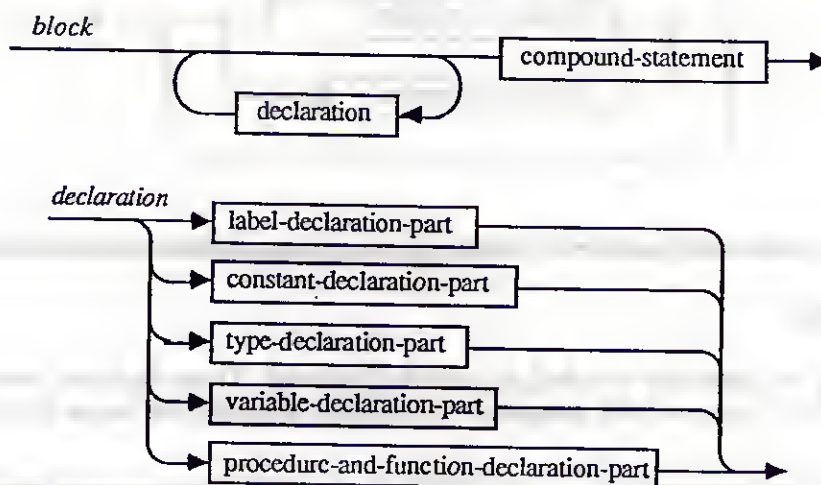 block
compound-statement
declaration
declaration
label-declaration-part
constant-declaration-part
type-declaration-part
variable-declaration-part
procedure-and-function-declaration-part